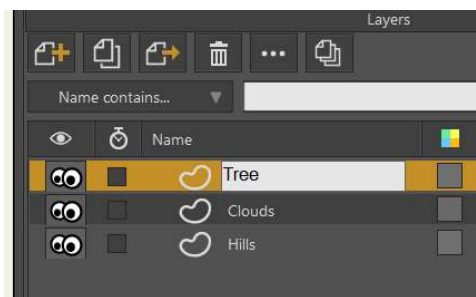 Layers
Name contains...
Name
Tree
Clouds
Hills